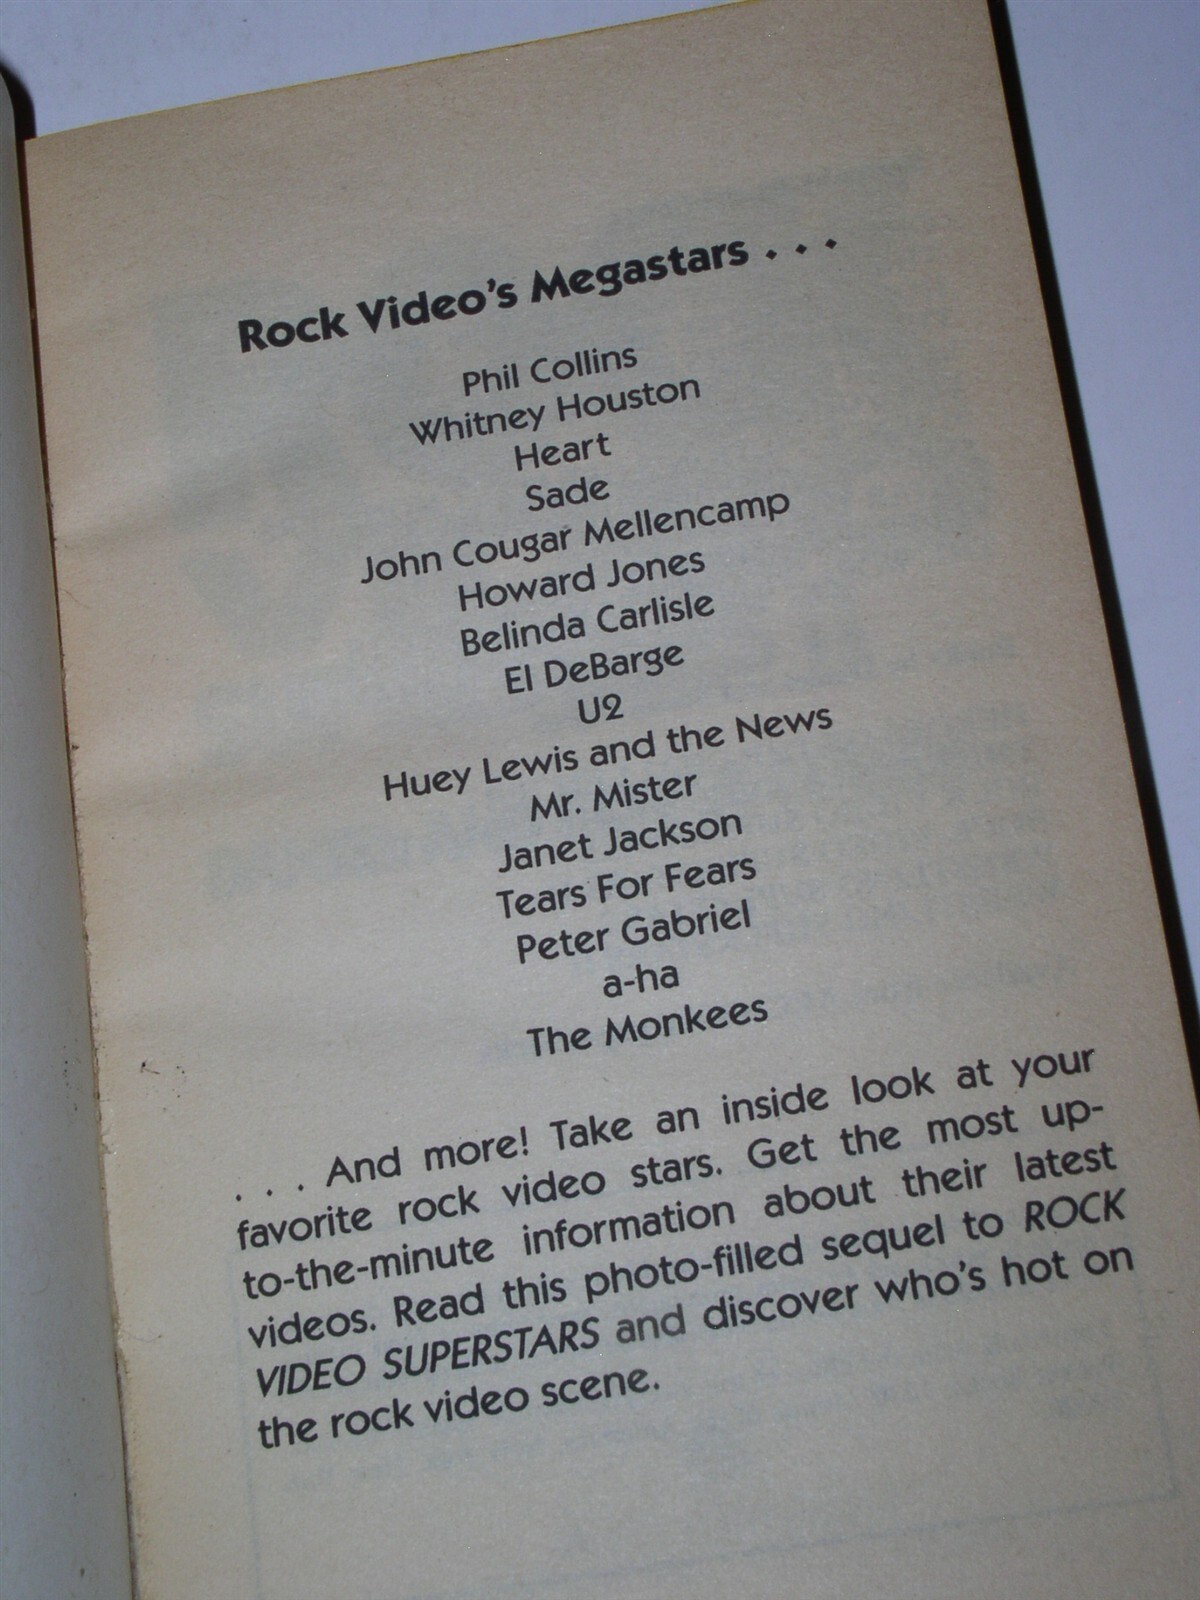 Rock Video's Megastars . . .
Phil Collins
Whitney Houston
Heart
Sade
John Cougar Mellencamp
Howard Jones
Belinda Carlisle
El DeBarge
U2
Huey Lewis and the News
Mr. Mister
Janet Jackson
Tears For Fears
Peter Gabriel
a-ha
The Monkees
. . . And more! Take an inside look at your
favorite rock video stars. Get the most up-
to-the-minute information about their latest
videos. Read this photo-filled sequel to ROCK
VIDEO SUPERSTARS and discover who's hot on
the rock video scene.